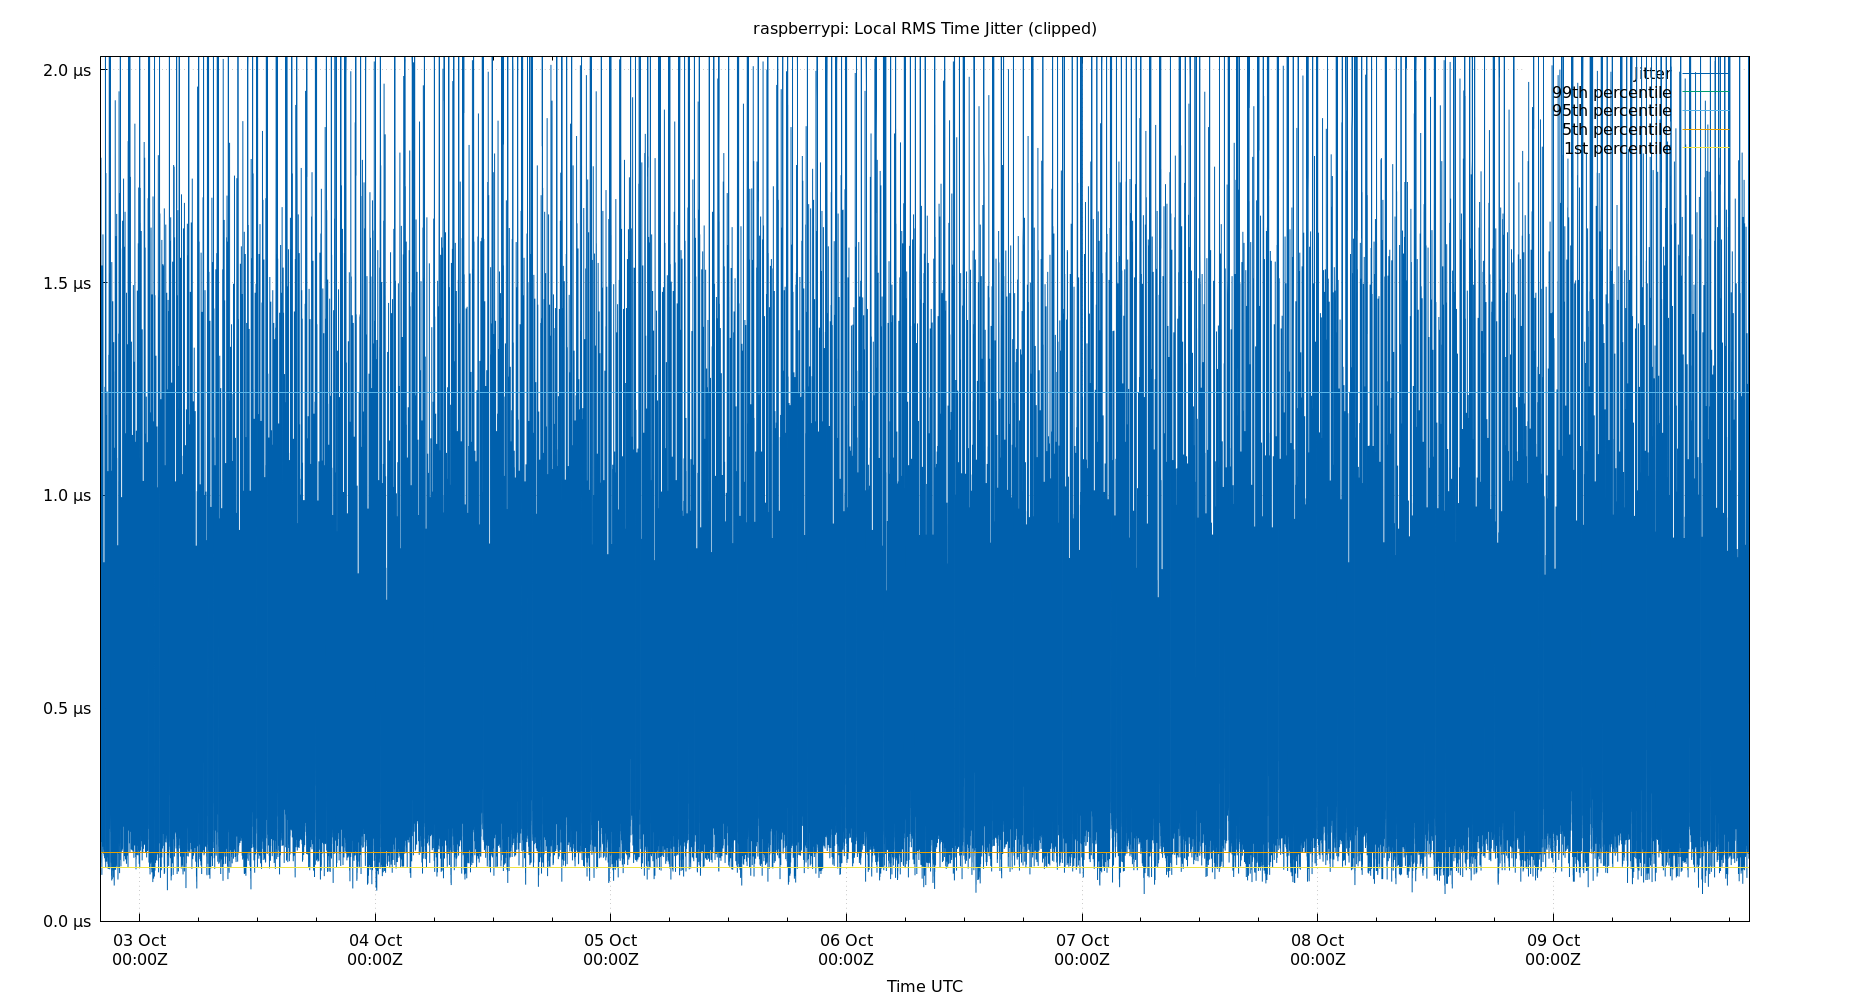 raspberrypi: Local RMS Time Jitter (clipped)
2.0 µs
1.5 µs
1.0 µs
0.5 µs
0.0 µs
Jitter
99th percentile
95th percentile
5th percentile
1st percentile
03 Oct
00:00Z
04 Oct
00:00Z
05 Oct
00:00Z
06 Oct
00:00Z
07 Oct
00:00Z
08 Oct
00:00Z
09 Oct
00:00Z
Time UTC